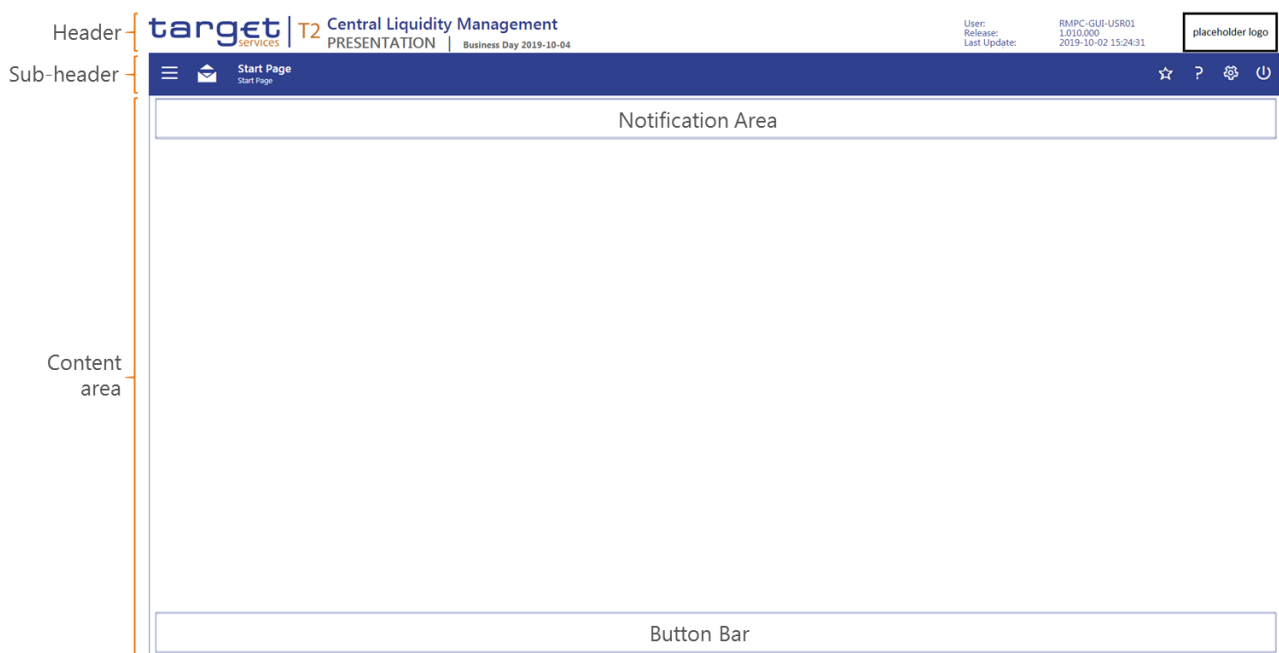 Header
target services T2 Central Liquidity Management
PRESENTATION | Business Day 2019-10-04
User: RMPC-GUI-USR01
Release: 1.010.000
Last Update: 2019-10-02 15:24:31
placeholder logo
Sub-header
Start Page
Start Page
?
Notification Area
Content
area
Button Bar